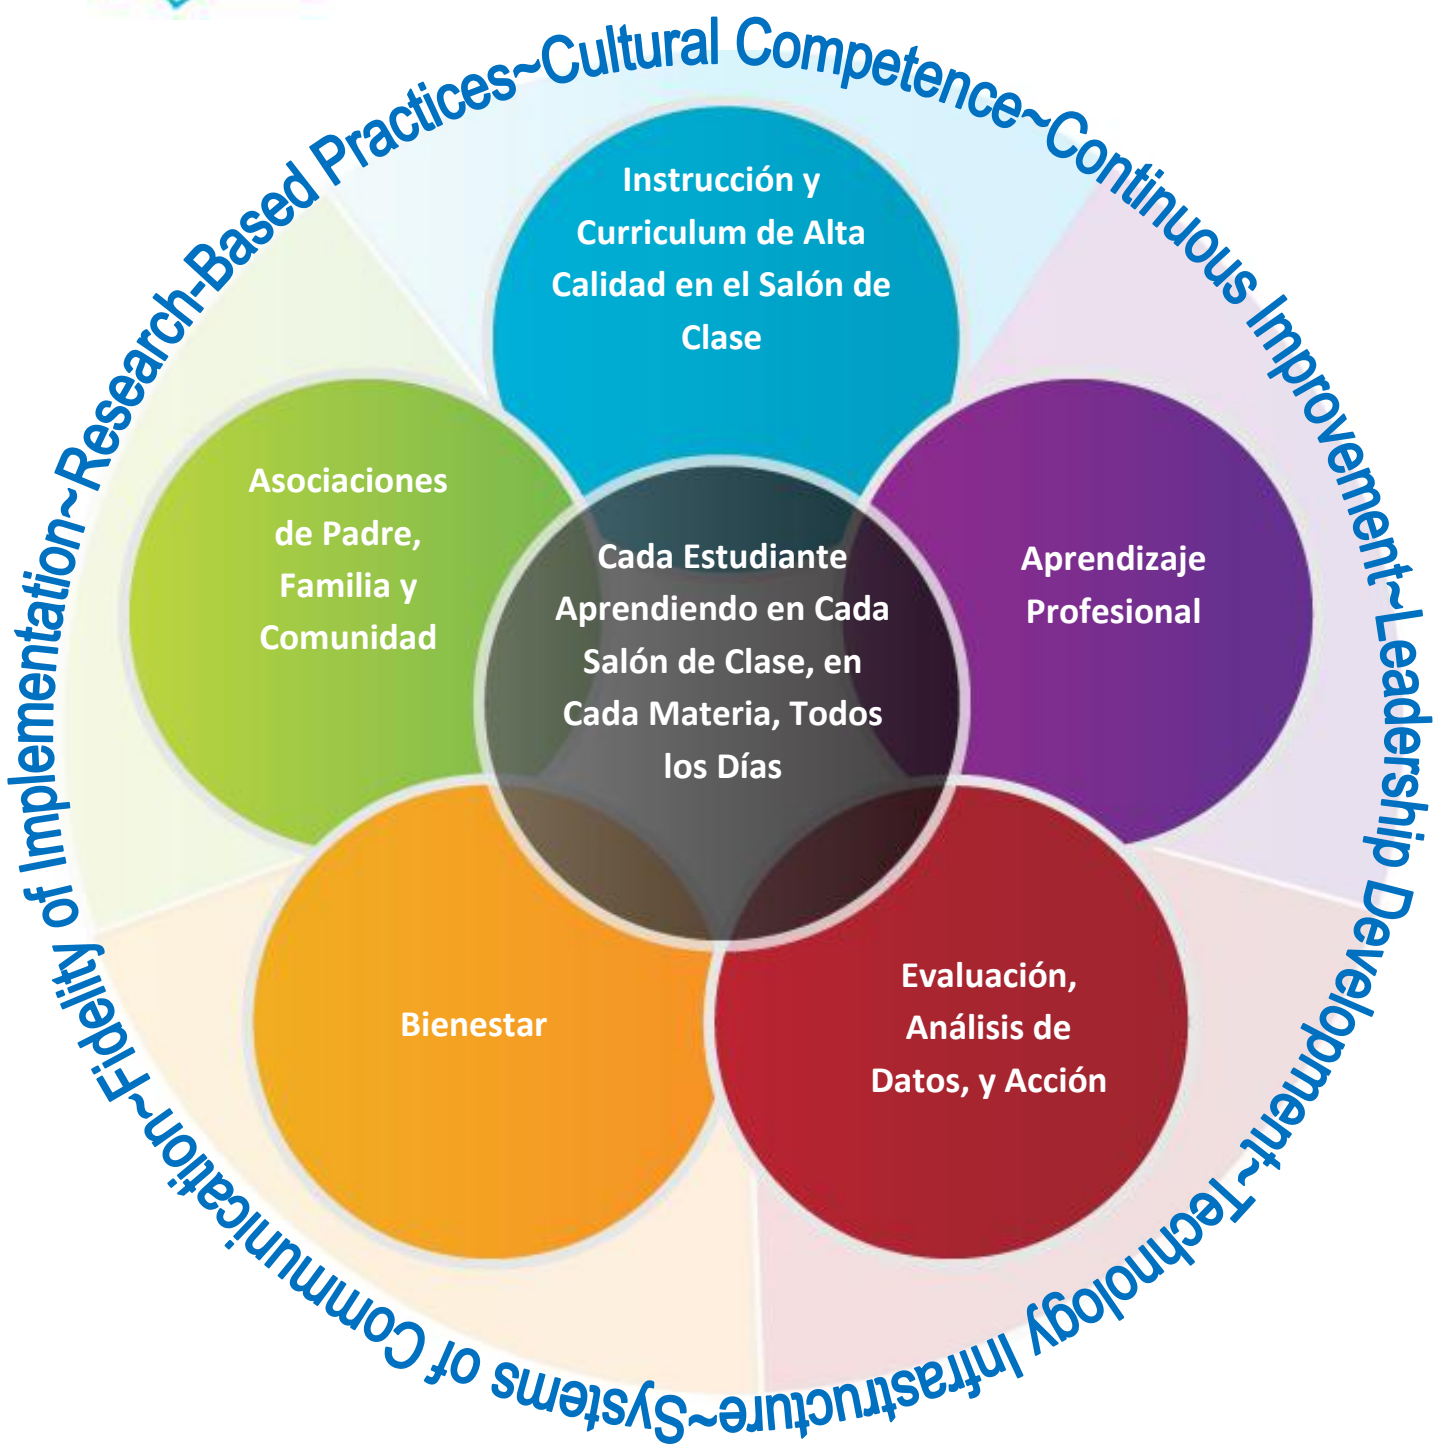 Research-Based Practices~Cultural Competence~Continuous Improvement~Leadership Development~Technology Infrastructure~Systems of Communication~Fidelity of Implementation~
Instrucción y
Curriculum de Alta
Calidad en el Salón de
Clase
Asociaciones
de Padre,
Familia y
Comunidad
Cada Estudiante
Aprendiendo en Cada
Salón de Clase, en
Cada Materia, Todos
los Días
Aprendizaje
Profesional
Bienestar
Evaluación,
Análisis de
Datos, y Acción